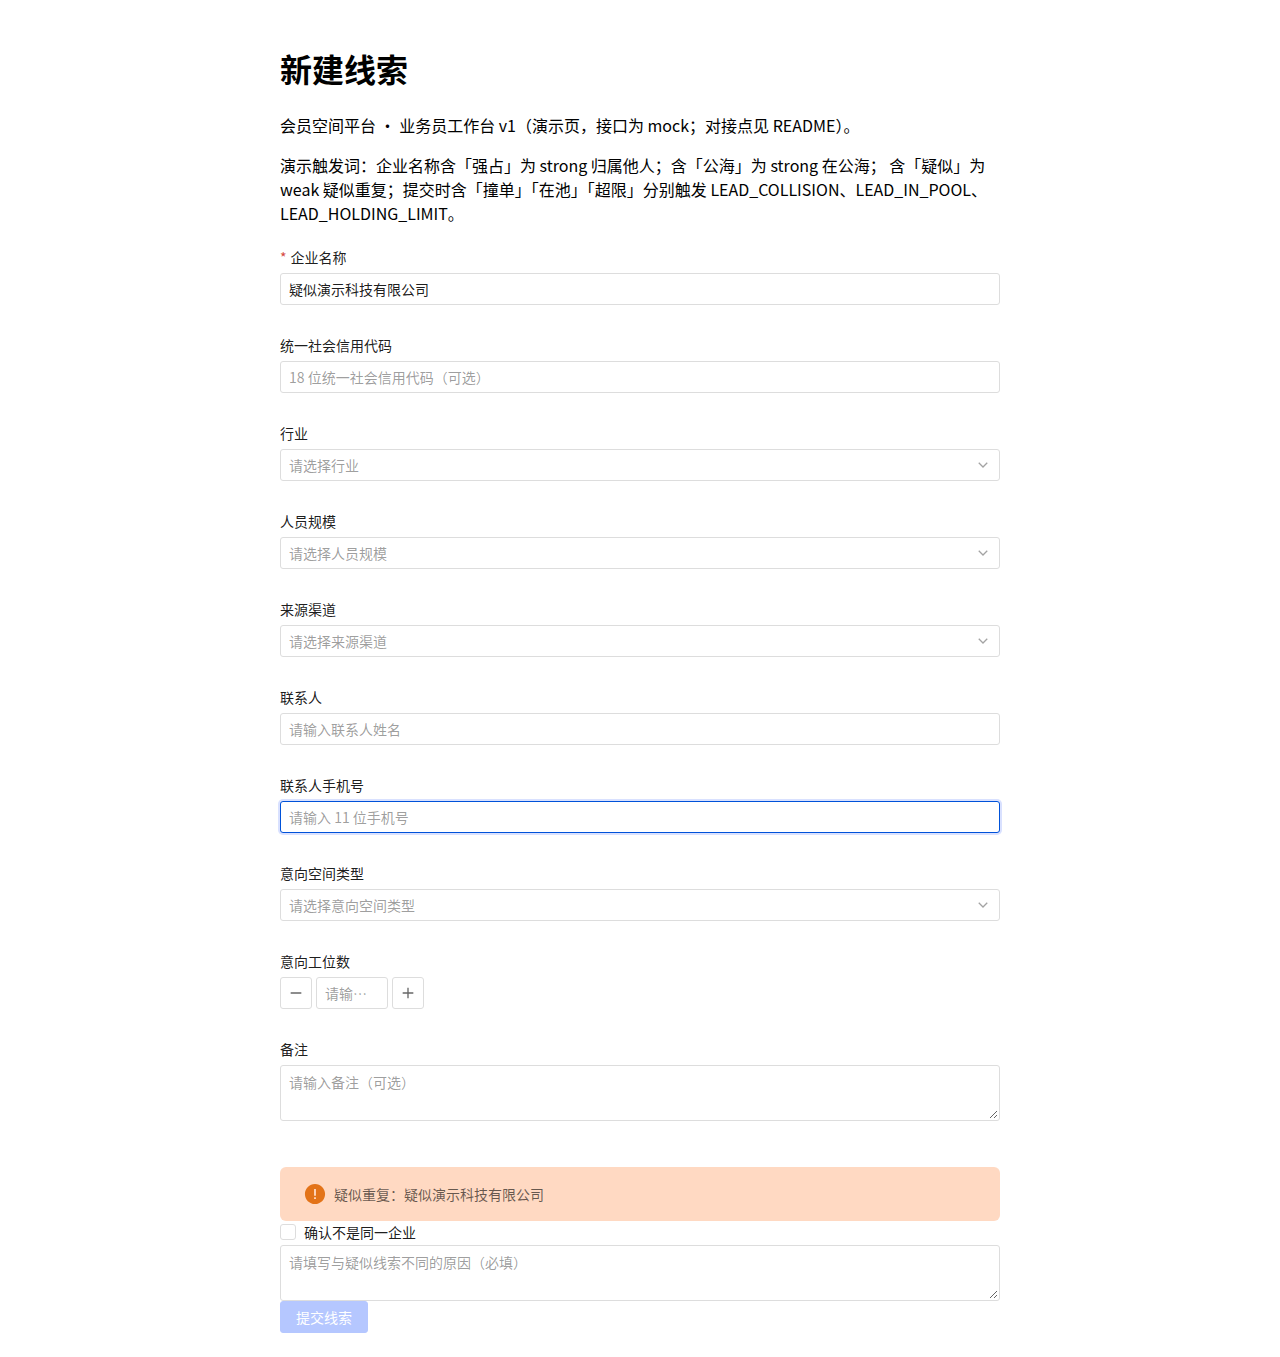 新建线索
会员空间平台 · 业务员工作台 v1（演示页，接口为 mock；对接点见 README）。
演示触发词：企业名称含「强占」为 strong 归属他人；含「公海」为 strong 在公海； 含「疑似」为
weak 疑似重复；提交时含「撞单」「在池」「超限」分别触发 LEAD_COLLISION、LEAD_IN_POOL、
LEAD_HOLDING_LIMIT。
* 企业名称
疑似演示科技有限公司
统一社会信用代码
18 位统一社会信用代码（可选）
行业
请选择行业
人员规模
请选择人员规模
来源渠道
请选择来源渠道
联系人
请输入联系人姓名
联系人手机号
请输入 11 位手机号
意向空间类型
请选择意向空间类型
意向工位数
请输…
备注
请输入备注（可选）
疑似重复：疑似演示科技有限公司
确认不是同一企业
请填写与疑似线索不同的原因（必填）
提交线索